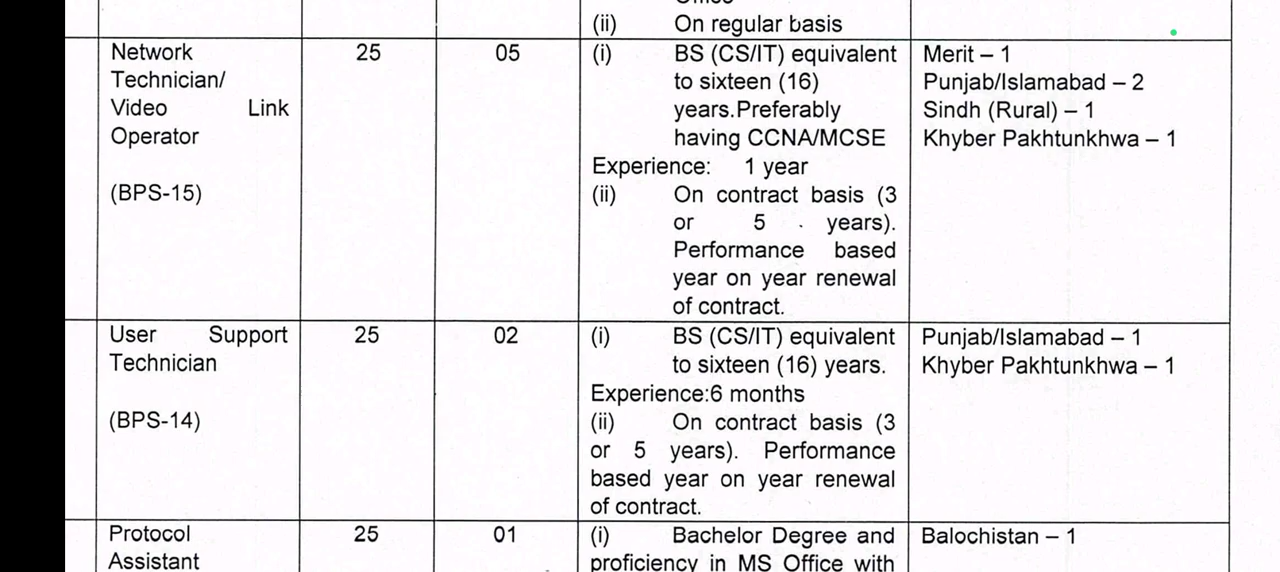 (ii) On regular basis
Network
Technician/
Video Link
Operator
(BPS-15)
25
05
(i) BS (CS/IT) equivalent
to sixteen (16)
years.Preferably
having CCNA/MCSE
Experience: 1 year
(ii) On contract basis (3
or 5 years).
Performance based
year on year renewal
of contract.
Merit – 1
Punjab/Islamabad – 2
Sindh (Rural) – 1
Khyber Pakhtunkhwa – 1
User Support
Technician
(BPS-14)
25
02
(i) BS (CS/IT) equivalent
to sixteen (16) years.
Experience:6 months
(ii) On contract basis (3
or 5 years). Performance
based year on year renewal
of contract.
Punjab/Islamabad – 1
Khyber Pakhtunkhwa – 1
Protocol
Assistant
25
01
(i) Bachelor Degree and
proficiency in MS Office with
Balochistan – 1